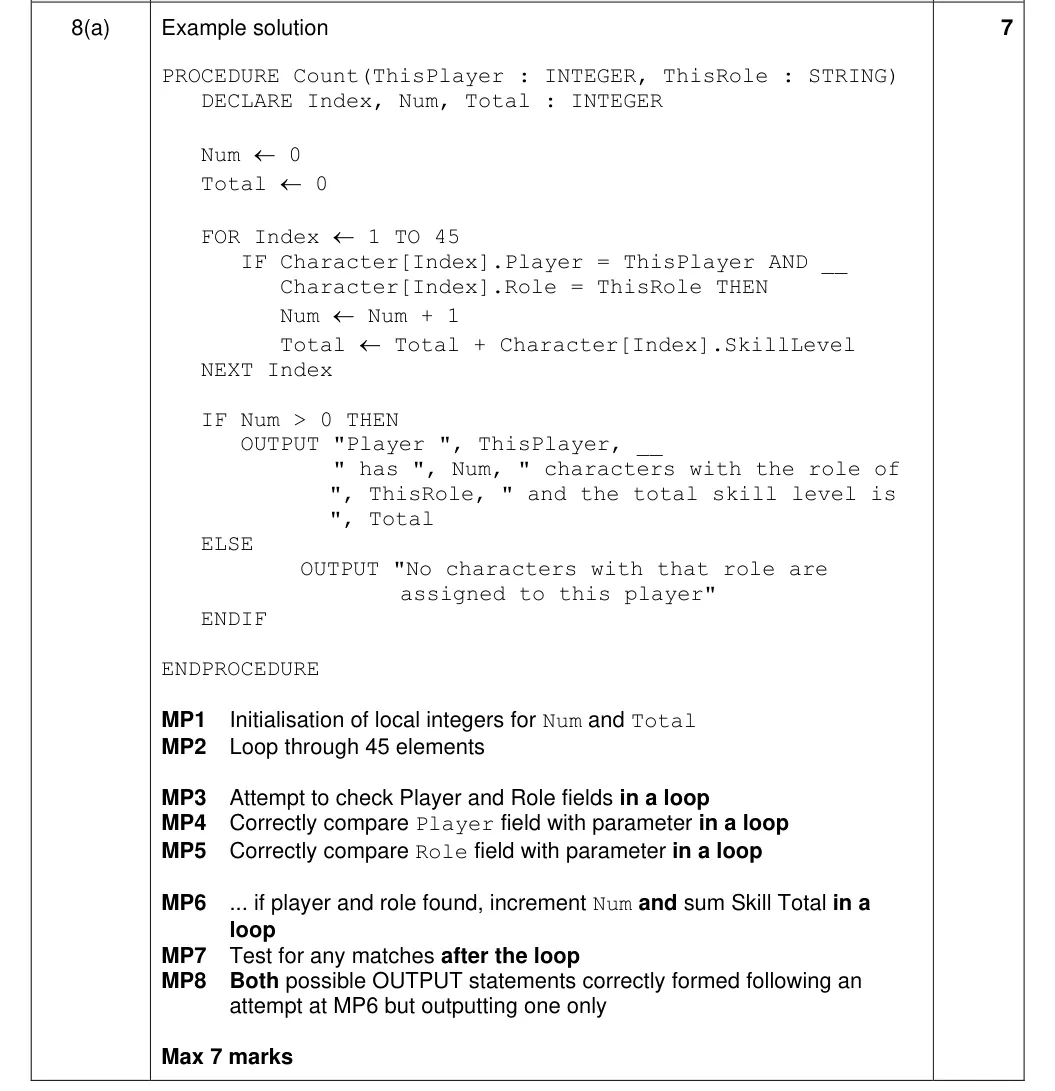 8(a) Example solution 7
PROCEDURE Count(ThisPlayer : INTEGER, ThisRole : STRING)
DECLARE Index, Num, Total : INTEGER
Num ← 0
Total ← 0
FOR Index ← 1 TO 45
IF Character[Index].Player = ThisPlayer AND __
Character[Index].Role = ThisRole THEN
Num ← Num + 1
Total ← Total + Character[Index].SkillLevel
NEXT Index
IF Num > 0 THEN
OUTPUT "Player ", ThisPlayer, __
" has ", Num, " characters with the role of
", ThisRole, " and the total skill level is
", Total
ELSE
OUTPUT "No characters with that role are
assigned to this player"
ENDIF
ENDPROCEDURE
MP1 Initialisation of local integers for Num and Total
MP2 Loop through 45 elements
MP3 Attempt to check Player and Role fields in a loop
MP4 Correctly compare Player field with parameter in a loop
MP5 Correctly compare Role field with parameter in a loop
MP6 ... if player and role found, increment Num and sum Skill Total in a
loop
MP7 Test for any matches after the loop
MP8 Both possible OUTPUT statements correctly formed following an
attempt at MP6 but outputting one only
Max 7 marks